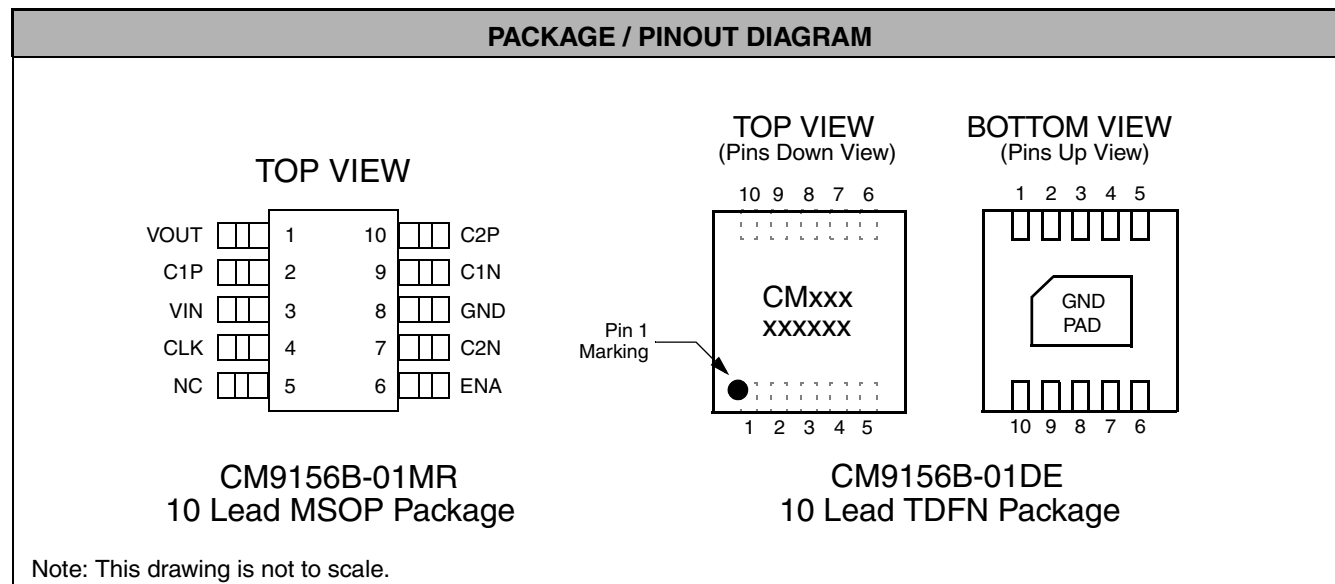 PACKAGE / PINOUT DIAGRAM
TOP VIEW
VOUT 1 10 C2P
C1P 2 9 C1N
VIN 3 8 GND
CLK 4 7 C2N
NC 5 6 ENA
CM9156B-01MR
10 Lead MSOP Package
TOP VIEW
(Pins Down View)
10 9 8 7 6
CMxxx
xxxxxx
Pin 1
Marking
1 2 3 4 5
BOTTOM VIEW
(Pins Up View)
1 2 3 4 5
GND
PAD
10 9 8 7 6
CM9156B-01DE
10 Lead TDFN Package
Note: This drawing is not to scale.